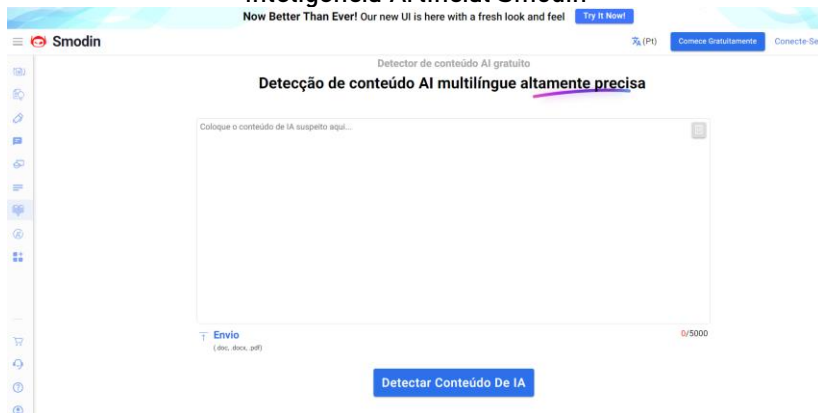 Inteligência Artificial Smodin
Now Better Than Ever! Our new UI is here with a fresh look and feel Try It Now!
Smodin
(Pt) Comece Gratuitamente Conecte-Se
Detector de conteúdo AI gratuito
Detecção de conteúdo AI multilíngue altamente precisa
Coloque o conteúdo de IA suspeito aqui...
Envio
(.doc, .docx, .pdf)
0/5000
Detectar Conteúdo De IA